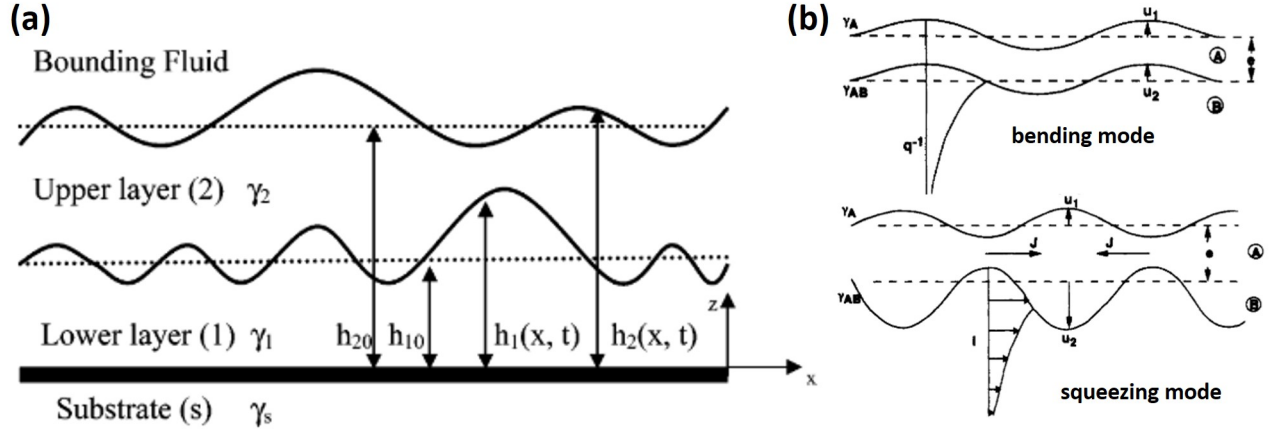 (a)
Bounding Fluid
Upper layer (2) γ₂
Lower layer (1) γ₁
h₂₀ h₁₀ h₁(x, t) h₂(x, t)
z
x
Substrate (s) γₛ
(b)
γA
u₁
A
e
γAB
u₂
B
q⁻¹
bending mode
γA
u₁
J
J
A
e
γAB
B
l
u₂
squeezing mode